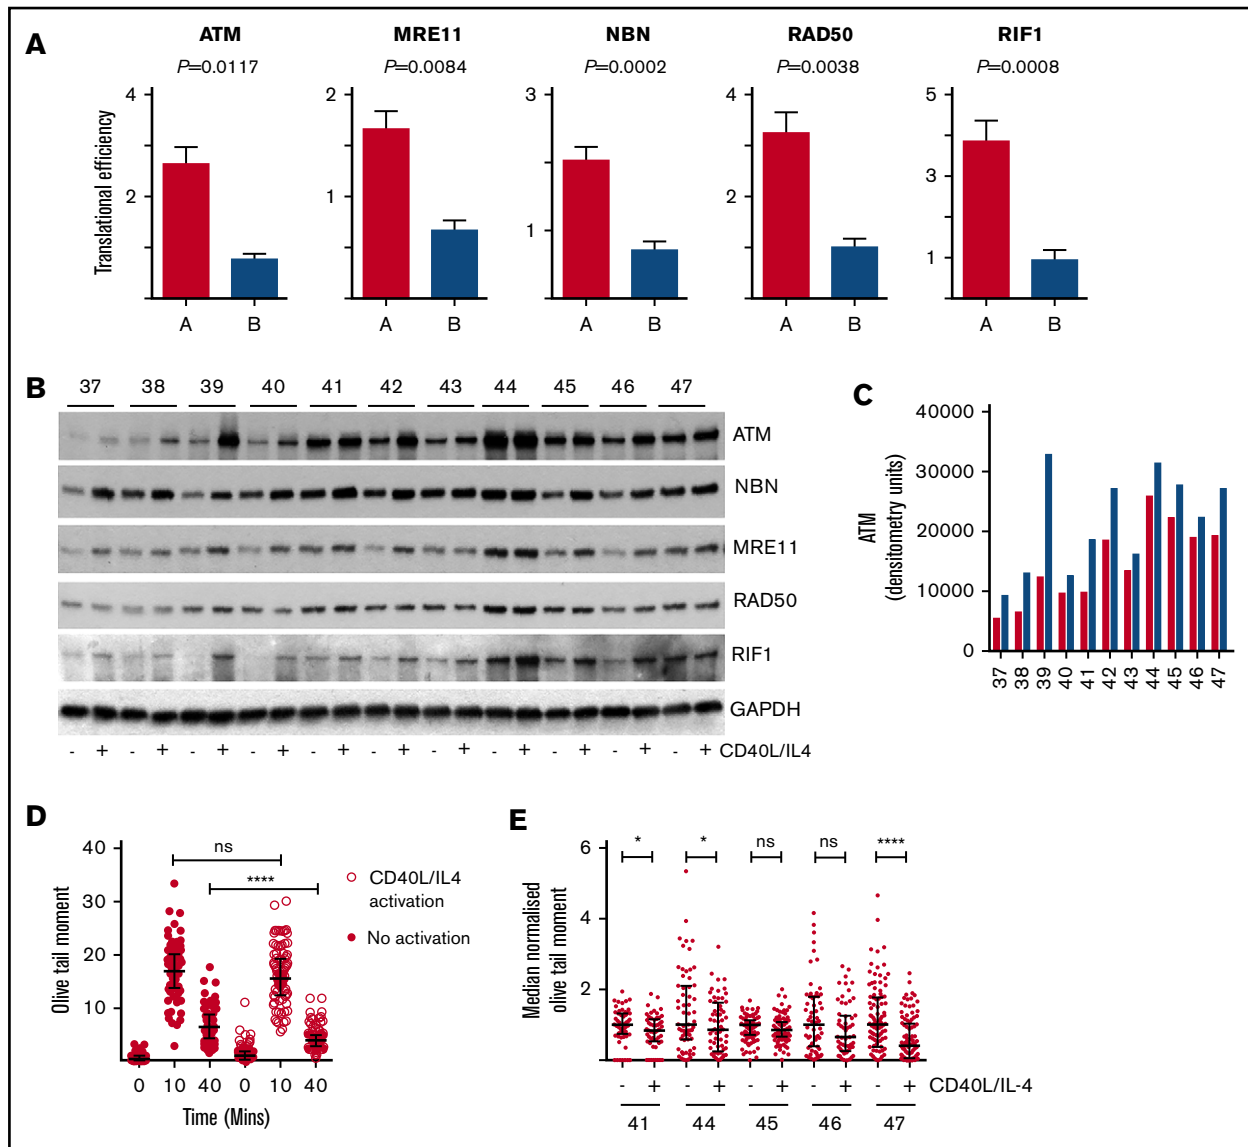 A
ATM MRE11 NBN RAD50 RIF1
P=0.0117 P=0.0084 P=0.0002 P=0.0038 P=0.0008
Translational efficiency
4 2
2 1
3 1
4 2
5 3 1
A B A B A B A B A B
B
37 38 39 40 41 42 43 44 45 46 47
ATM
NBN
MRE11
RAD50
RIF1
GAPDH
- + - + - + - + - + - + - + - + - + - + - + CD40L/IL4
C
ATM
(densitometry units)
40000
30000
20000
10000
0
37 38 39 40 41 42 43 44 45 46 47
D
Olive tail moment
40
30
20
10
ns
****
CD40L/IL4
activation
No activation
0 10 40 0 10 40
Time (Mins)
E
Median normalised
olive tail moment
6
4
2
0
* * ns ns ****
- + - + - + - + - + CD40L/IL-4
41 44 45 46 47